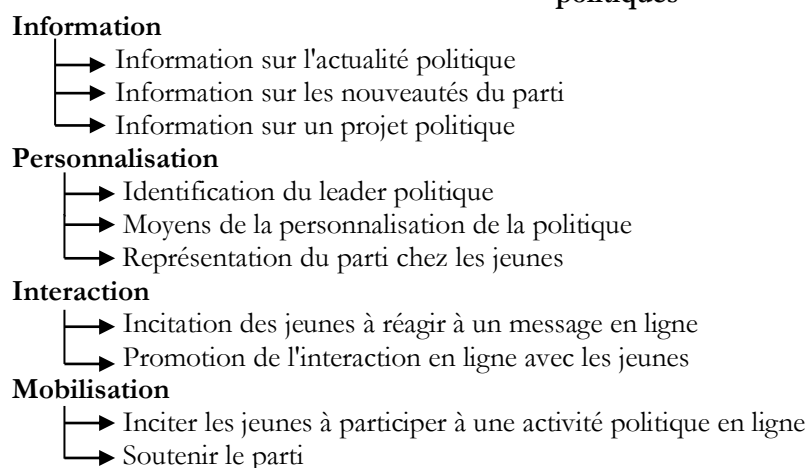 politiques
Information
Information sur l'actualité politique
Information sur les nouveautés du parti
Information sur un projet politique
Personnalisation
Identification du leader politique
Moyens de la personnalisation de la politique
Représentation du parti chez les jeunes
Interaction
Incitation des jeunes à réagir à un message en ligne
Promotion de l'interaction en ligne avec les jeunes
Mobilisation
Inciter les jeunes à participer à une activité politique en ligne
Soutenir le parti